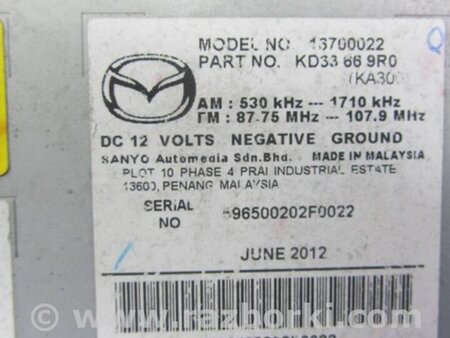 MODEL NO 13700022
PART NO. KD33 66 9R0
(KA300)
AM : 530 kHz --- 1710 kHz
FM : 87.75 MHz --- 107.9 MHz
DC 12 VOLTS NEGATIVE GROUND
SANYO Automedia Sdn.Bhd. MADE IN MALAYSIA
PLOT 10 PHASE 4 PRAI INDUSTRIAL ESTATE
13600, PENANG MALAYSIA
SERIAL
NO 596500202F0022
JUNE 2012
www.razborki.com